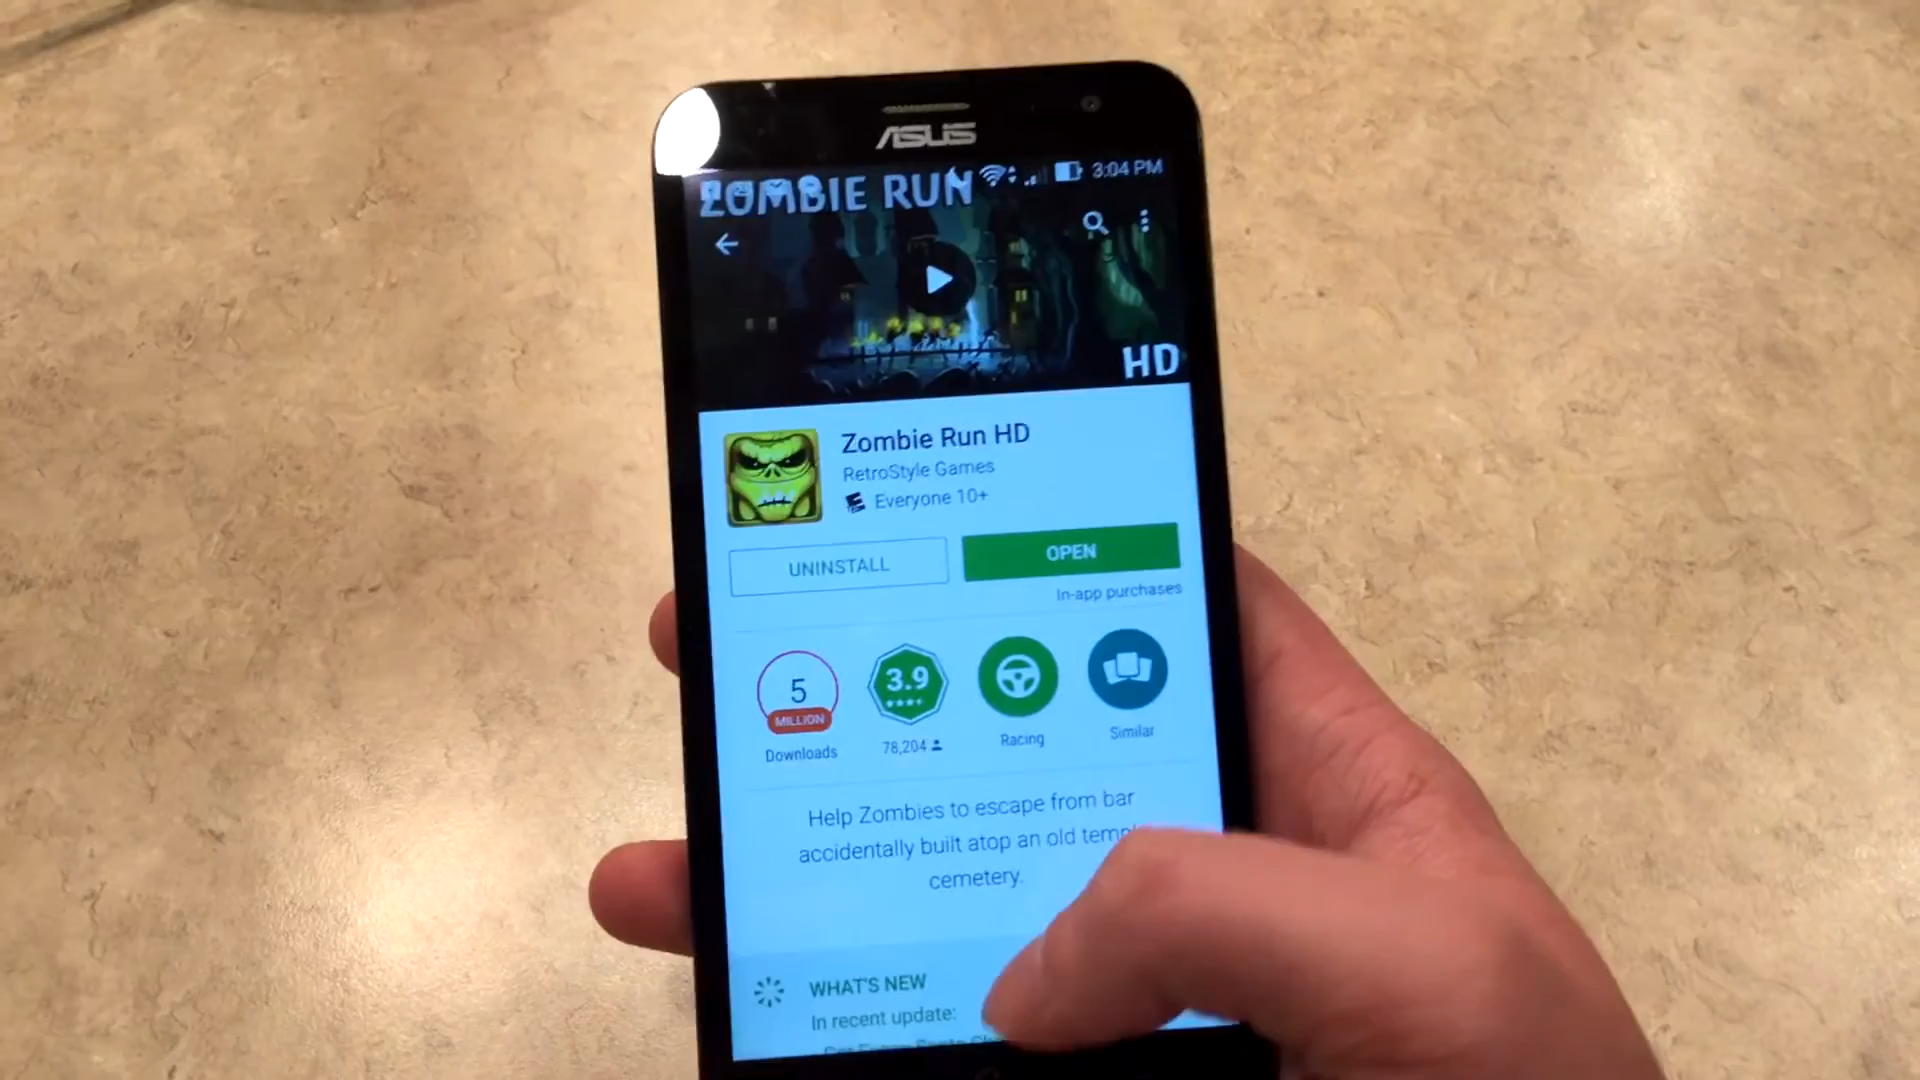 ASUS
3:04 PM
ZOMBIE RUN
HD
Zombie Run HD
RetroStyle Games
Everyone 10+
UNINSTALL
OPEN
In-app purchases
5
MILLION
3.9
Downloads
78,204
Racing
Similar
Help Zombies to escape from bar
accidentally built atop an old
cemetery.
WHAT'S NEW
In recent update: